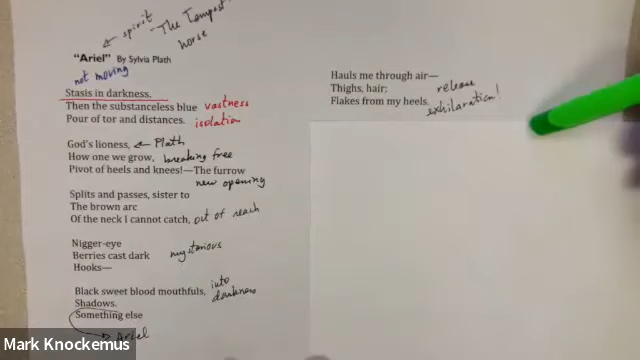 spirit - The Tempest
horse
"Ariel" By Sylvia Plath
not moving
Stasis in darkness.
Then the substanceless blue vastness
Pour of tor and distances. isolation
God's lioness, ← Plath
How one we grow, breaking free
Pivot of heels and knees!—The furrow
new opening
Splits and passes, sister to
The brown arc
Of the neck I cannot catch, out of reach
Nigger-eye
Berries cast dark mysterious
Hooks—
Black sweet blood mouthfuls, into
Shadows. darkness
Something else
Ariel
Hauls me through air—
Thighs, hair; release
Flakes from my heels. exhilaration!
Mark Knockemus